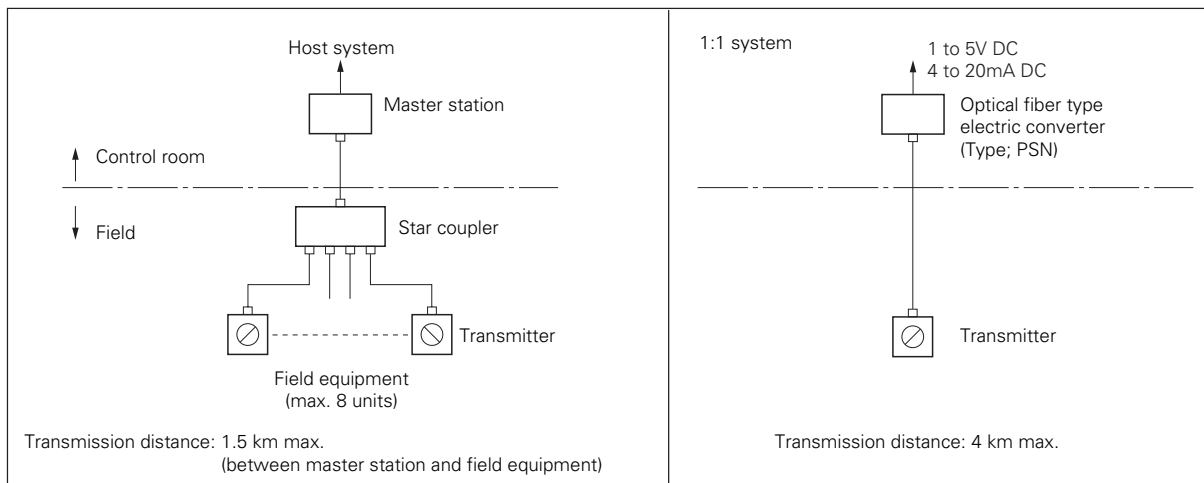 Host system
Master station
Control room
Field
Star coupler
Transmitter
Field equipment
(max. 8 units)
Transmission distance: 1.5 km max.
(between master station and field equipment)
1:1 system
1 to 5V DC
4 to 20mA DC
Optical fiber type
electric converter
(Type; PSN)
Transmitter
Transmission distance: 4 km max.